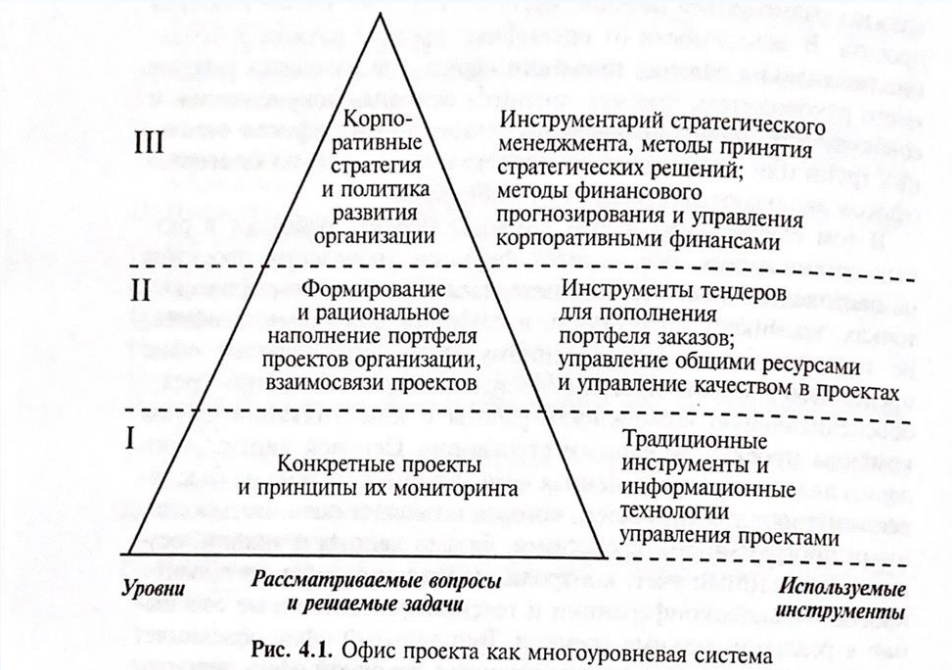 III
Корпо-
ративные
стратегия
и политика
развития
организации
Инструментарий стратегического
менеджмента, методы принятия
стратегических решений;
методы финансового
прогнозирования и управления
корпоративными финансами
II
Формирование
и рациональное
наполнение портфеля
проектов организации,
взаимосвязи проектов
Инструменты тендеров
для пополнения
портфеля заказов;
управление общими ресурсами
и управление качеством в проектах
I
Конкретные проекты
и принципы их мониторинга
Традиционные
инструменты и
информационные
технологии
управления проектами
Уровни
Рассматриваемые вопросы
и решаемые задачи
Используемые
инструменты
Рис. 4.1. Офис проекта как многоуровневая система